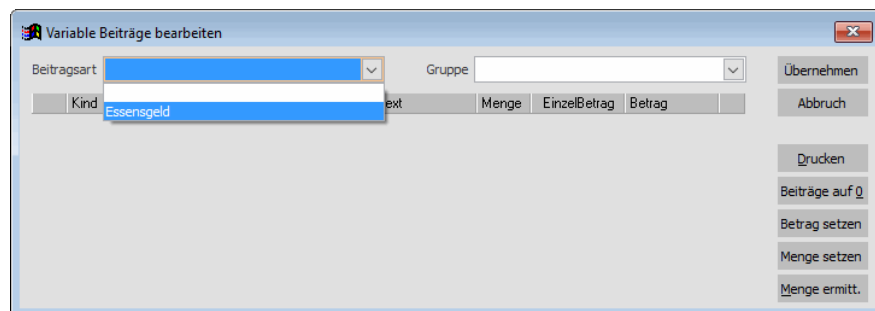 Variable Beiträge bearbeiten
Beitragsart Gruppe Übernehmen
Kind ext Menge EinzelBetrag Betrag Abbruch
Essensgeld
Drucken
Beiträge auf 0
Betrag setzen
Menge setzen
Menge ermitt.